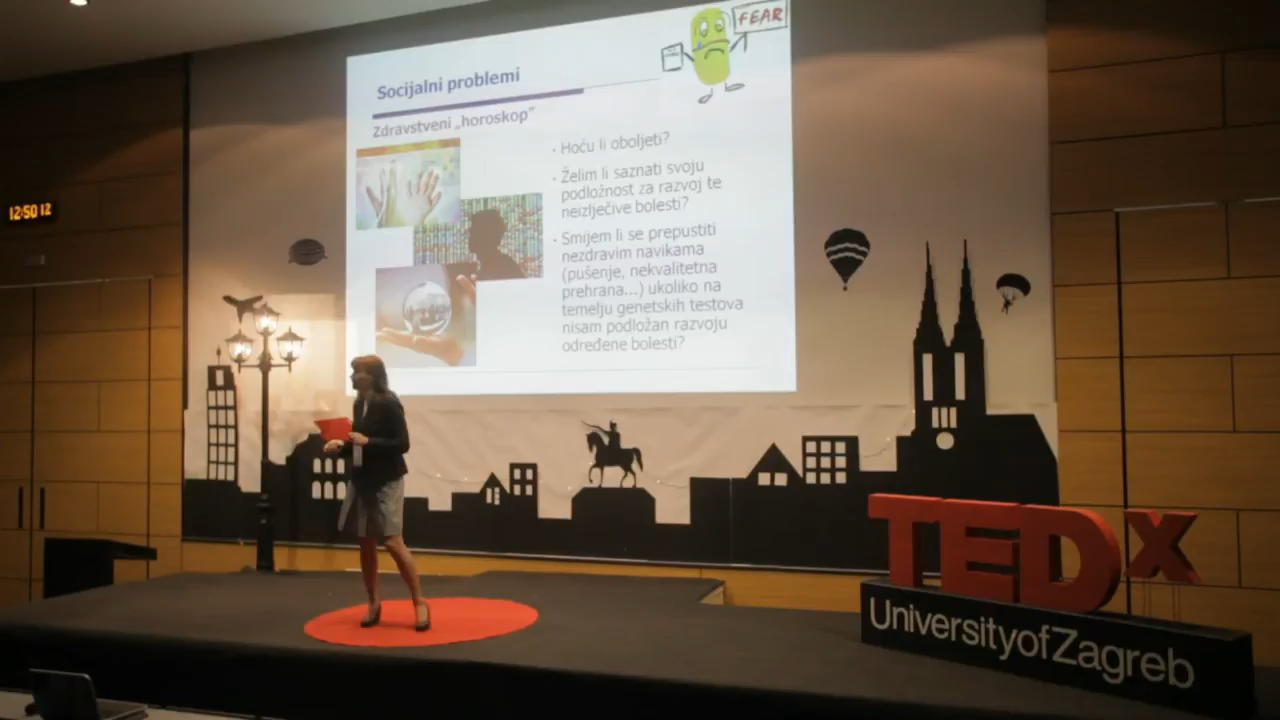 FEAR
Socijalni problemi
Zdravstveni „horoskop”
· Hoću li oboljeti?
· Želim li saznati svoju
podložnost za razvoj te
neizlječive bolesti?
· Smijem li se prepustiti
nezdravim navikama
(pušenje, nekvalitetna
prehrana...) ukoliko na
temelju genetskih testova
nisam podložan razvoju
određene bolesti?
12:50 12
TEDx
UniversityofZagreb